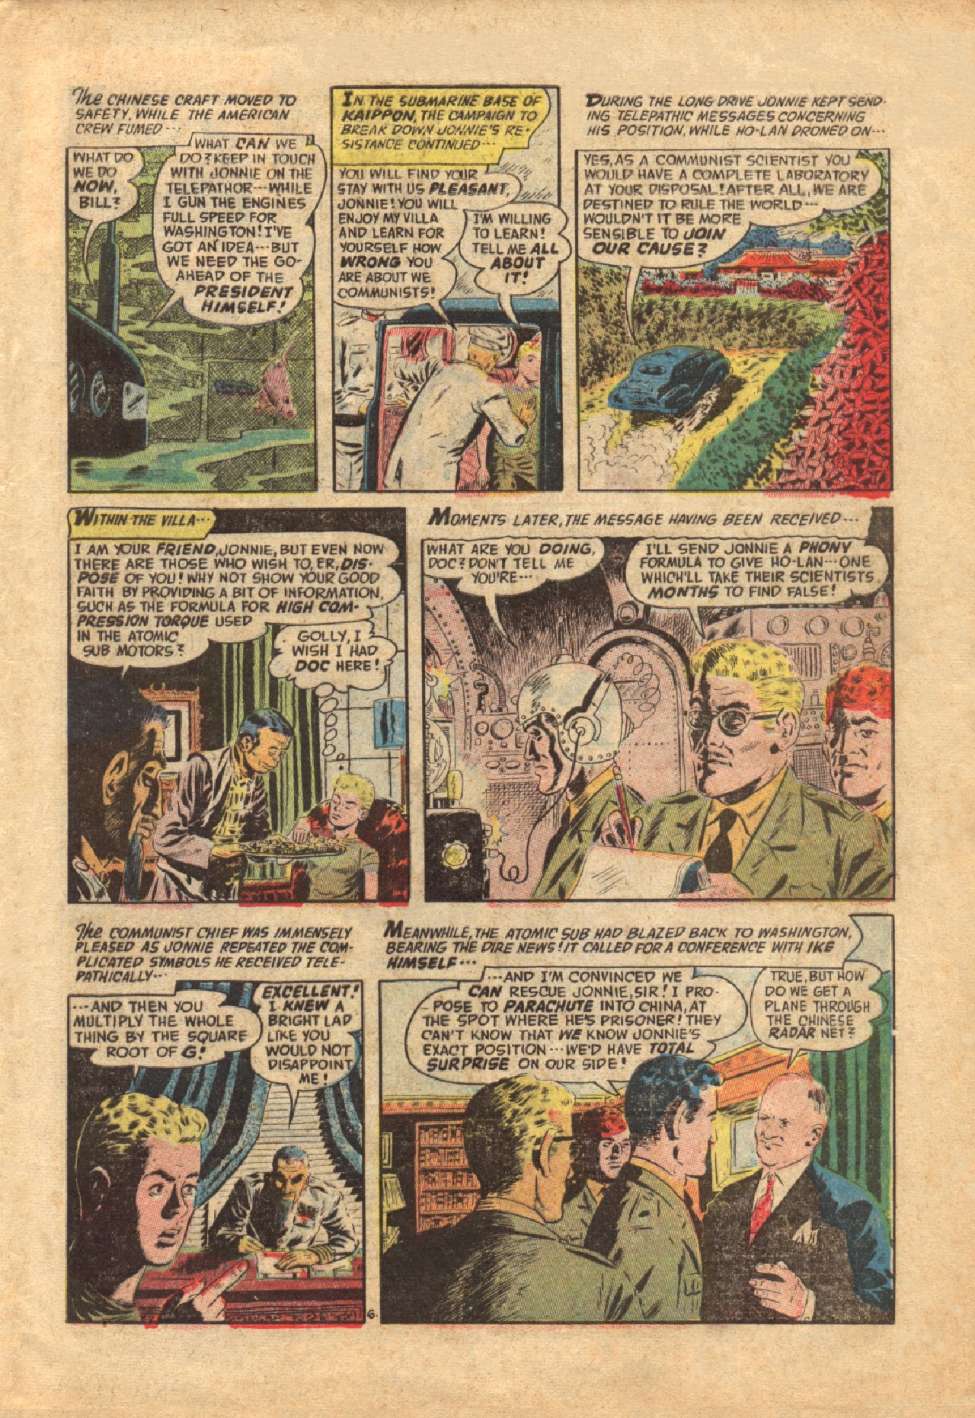 The CHINESE CRAFT MOVED TO
SAFETY, WHILE THE AMERICAN
CREW FUMED---
WHAT DO
WE DO
NOW,
BILL?
WHAT CAN WE
DO? KEEP IN TOUCH
WITH JONNIE ON THE
TELEPATHOR---WHILE
I GUN THE ENGINES
FULL SPEED FOR
WASHINGTON! I'VE
GOT AN IDEA---BUT
WE NEED THE GO-
AHEAD OF THE
PRESIDENT
HIMSELF!
IN THE SUBMARINE BASE OF
KAIPPON, THE CAMPAIGN TO
BREAK DOWN JONNIE'S RE-
SISTANCE CONTINUED---
YOU WILL FIND YOUR
STAY WITH US PLEASANT,
JONNIE! YOU WILL
ENJOY MY VILLA
AND LEARN FOR
YOURSELF HOW
WRONG YOU
ARE ABOUT WE
COMMUNISTS!
I'M WILLING
TO LEARN!
TELL ME ALL
ABOUT
IT!
DURING THE LONG DRIVE JONNIE KEPT SEND-
ING TELEPATHIC MESSAGES CONCERNING
HIS POSITION, WHILE HO-LAN DRONED ON---
YES, AS A COMMUNIST SCIENTIST YOU
WOULD HAVE A COMPLETE LABORATORY
AT YOUR DISPOSAL! AFTER ALL, WE ARE
DESTINED TO RULE THE WORLD---
WOULDN'T IT BE MORE
SENSIBLE TO JOIN
OUR CAUSE?
WITHIN THE VILLA---
I AM YOUR FRIEND, JONNIE, BUT EVEN NOW
THERE ARE THOSE WHO WISH TO, ER, DIS-
POSE OF YOU! WHY NOT SHOW YOUR GOOD
FAITH BY PROVIDING A BIT OF INFORMATION,
SUCH AS THE FORMULA FOR HIGH COM-
PRESSION TORQUE USED
IN THE ATOMIC
SUB MOTORS?
GOLLY, I
WISH I HAD
DOC HERE!
MOMENTS LATER, THE MESSAGE HAVING BEEN RECEIVED---
WHAT ARE YOU DOING,
DOC? DON'T TELL ME
YOU'RE---
I'LL SEND JONNIE A PHONY
FORMULA TO GIVE HO-LAN---ONE
WHICH'LL TAKE THEIR SCIENTISTS
MONTHS TO FIND FALSE!
The COMMUNIST CHIEF WAS IMMENSELY
PLEASED AS JONNIE REPEATED THE COM-
PLICATED SYMBOLS HE RECEIVED TELE-
PATHICALLY---
---AND THEN YOU
MULTIPLY THE WHOLE
THING BY THE SQUARE
ROOT OF G!
EXCELLENT!
I KNEW A
BRIGHT LAD
LIKE YOU
WOULD NOT
DISAPPOINT
ME!
6
MEANWHILE, THE ATOMIC SUB HAD BLAZED BACK TO WASHINGTON,
BEARING THE DIRE NEWS! IT CALLED FOR A CONFERENCE WITH IKE
HIMSELF---
---AND I'M CONVINCED WE
CAN RESCUE JONNIE, SIR! I PRO-
POSE TO PARACHUTE INTO CHINA, AT
THE SPOT WHERE HE'S PRISONER! THEY
CAN'T KNOW THAT WE KNOW JONNIE'S
EXACT POSITION---WE'D HAVE TOTAL
SURPRISE ON OUR SIDE!
TRUE, BUT HOW
DO WE GET A
PLANE THROUGH
THE CHINESE
RADAR NET?